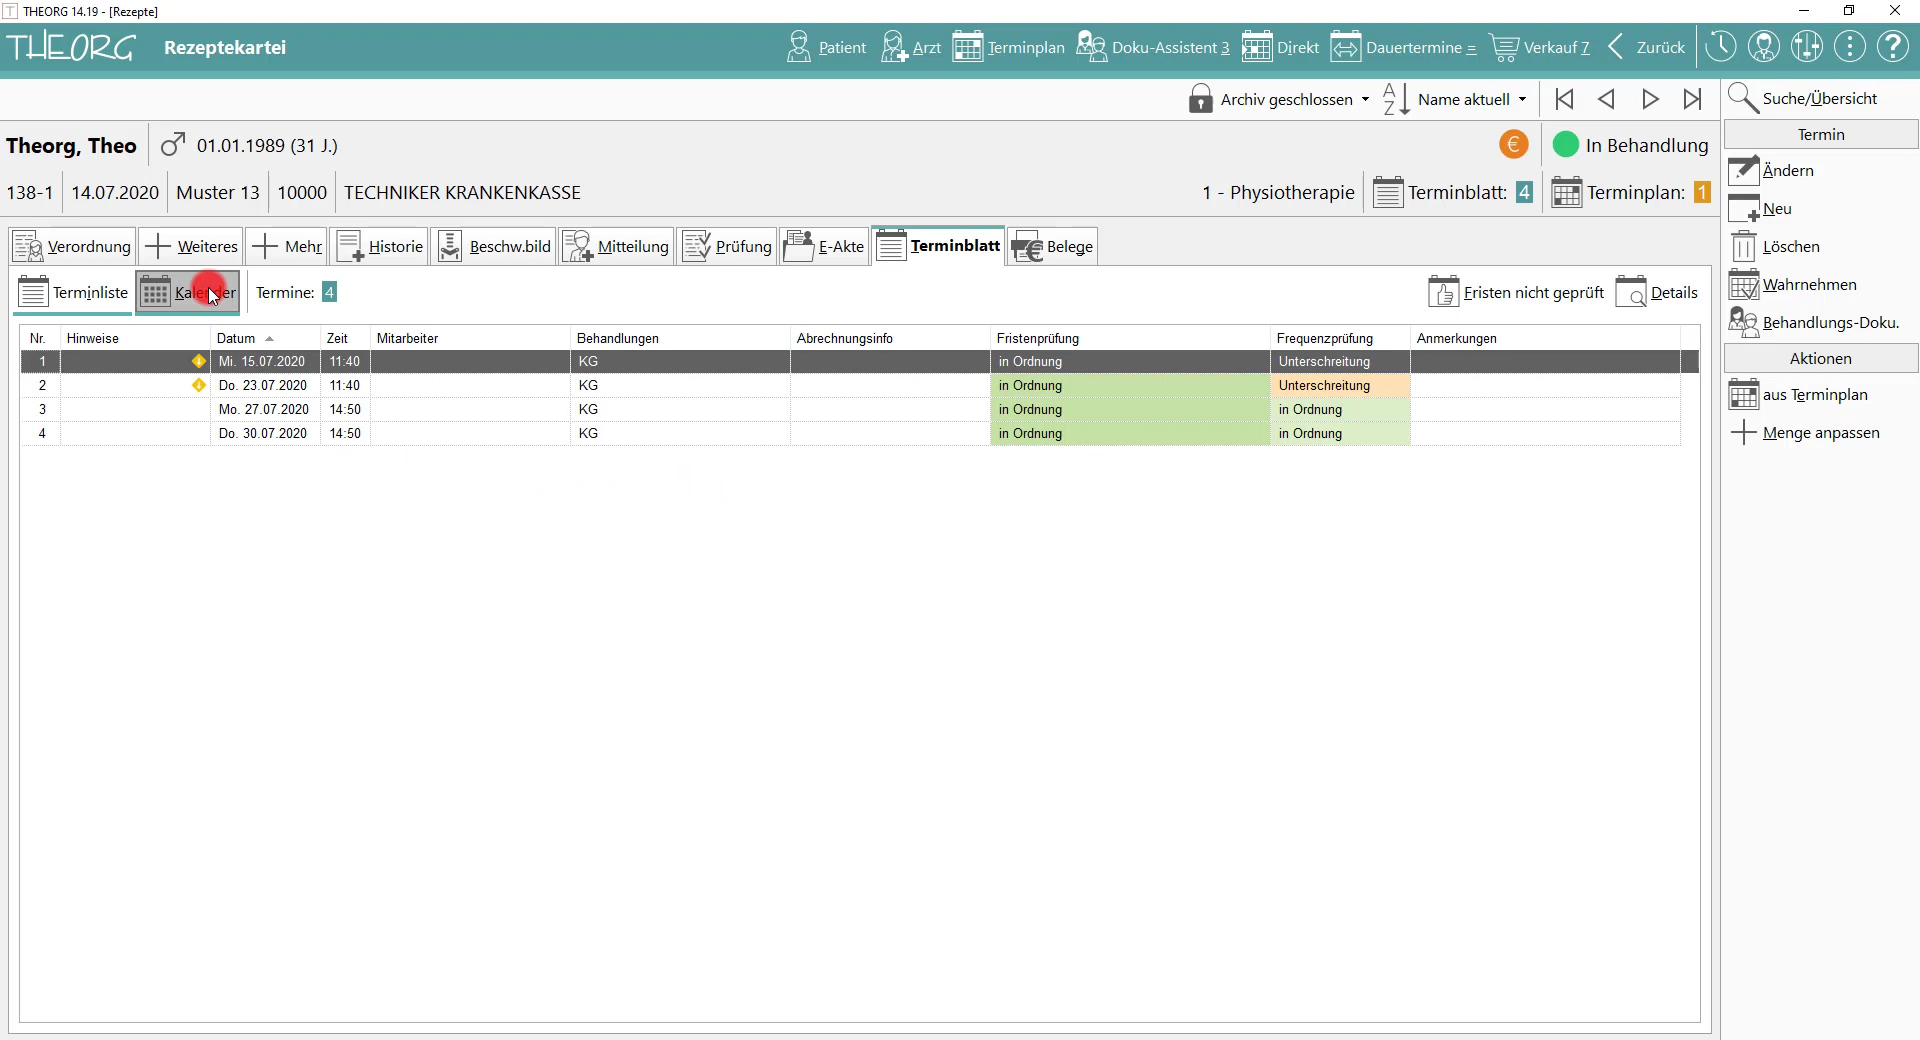 THEORG 14.19 - [Rezepte]
THEORG Rezeptekartei Patient Arzt Terminplan Doku-Assistent 3 Direkt Dauertermine = Verkauf 7 Zurück
Archiv geschlossen Name aktuell Suche/Übersicht
Termin
Theorg, Theo 01.01.1989 (31 J.) In Behandlung
Ändern
138-1 14.07.2020 Muster 13 10000 TECHNIKER KRANKENKASSE 1 - Physiotherapie Terminblatt: 4 Terminplan: 1
Neu
Verordnung Weiteres Mehr Historie Beschw.bild Mitteilung Prüfung E-Akte Terminblatt Belege
Löschen
Terminliste Kalender Termine: 4 Fristen nicht geprüft Details
Wahrnehmen
Behandlungs-Doku.
Aktionen
aus Terminplan
Menge anpassen
Nr. Hinweise Datum Zeit Mitarbeiter Behandlungen Abrechnungsinfo Fristenprüfung Frequenzprüfung Anmerkungen
1 Mi. 15.07.2020 11:40 KG in Ordnung Unterschreitung
2 Do. 23.07.2020 11:40 KG in Ordnung Unterschreitung
3 Mo. 27.07.2020 14:50 KG in Ordnung in Ordnung
4 Do. 30.07.2020 14:50 KG in Ordnung in Ordnung